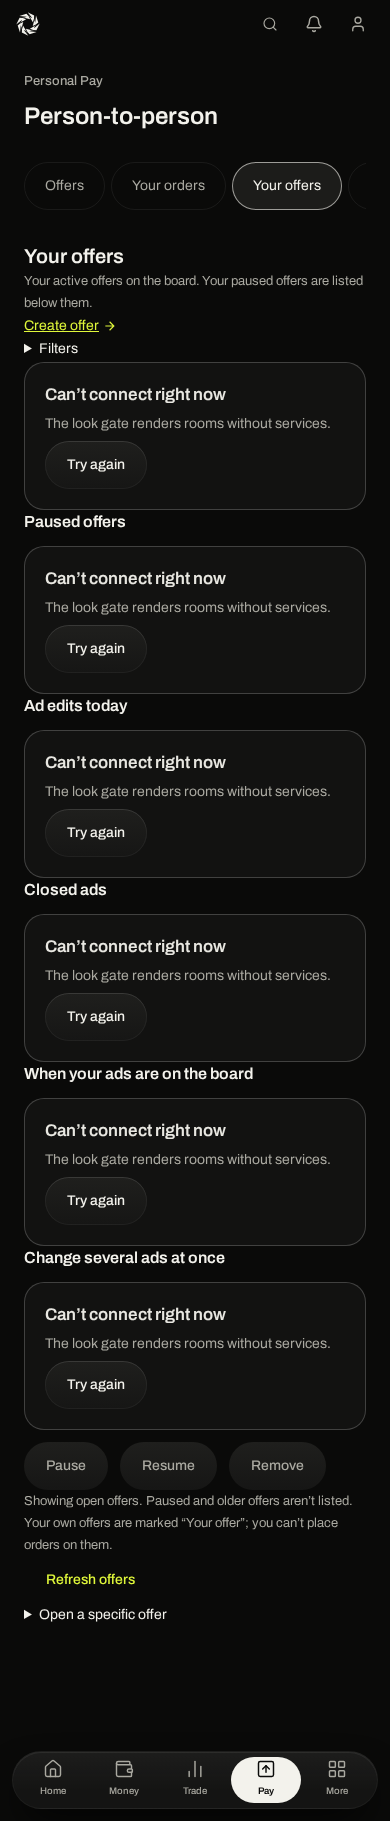 Personal Pay
Person-to-person
Offers
Your orders
Your offers
Your offers
Your active offers on the board. Your paused offers are listed
below them.
Create offer →
▶ Filters
Can’t connect right now
The look gate renders rooms without services.
Try again
Paused offers
Can’t connect right now
The look gate renders rooms without services.
Try again
Ad edits today
Can’t connect right now
The look gate renders rooms without services.
Try again
Closed ads
Can’t connect right now
The look gate renders rooms without services.
Try again
When your ads are on the board
Can’t connect right now
The look gate renders rooms without services.
Try again
Change several ads at once
Can’t connect right now
The look gate renders rooms without services.
Try again
Pause
Resume
Remove
Showing open offers. Paused and older offers aren’t listed.
Your own offers are marked “Your offer”; you can’t place
orders on them.
Refresh offers
▶ Open a specific offer
Home
Money
Trade
Pay
More